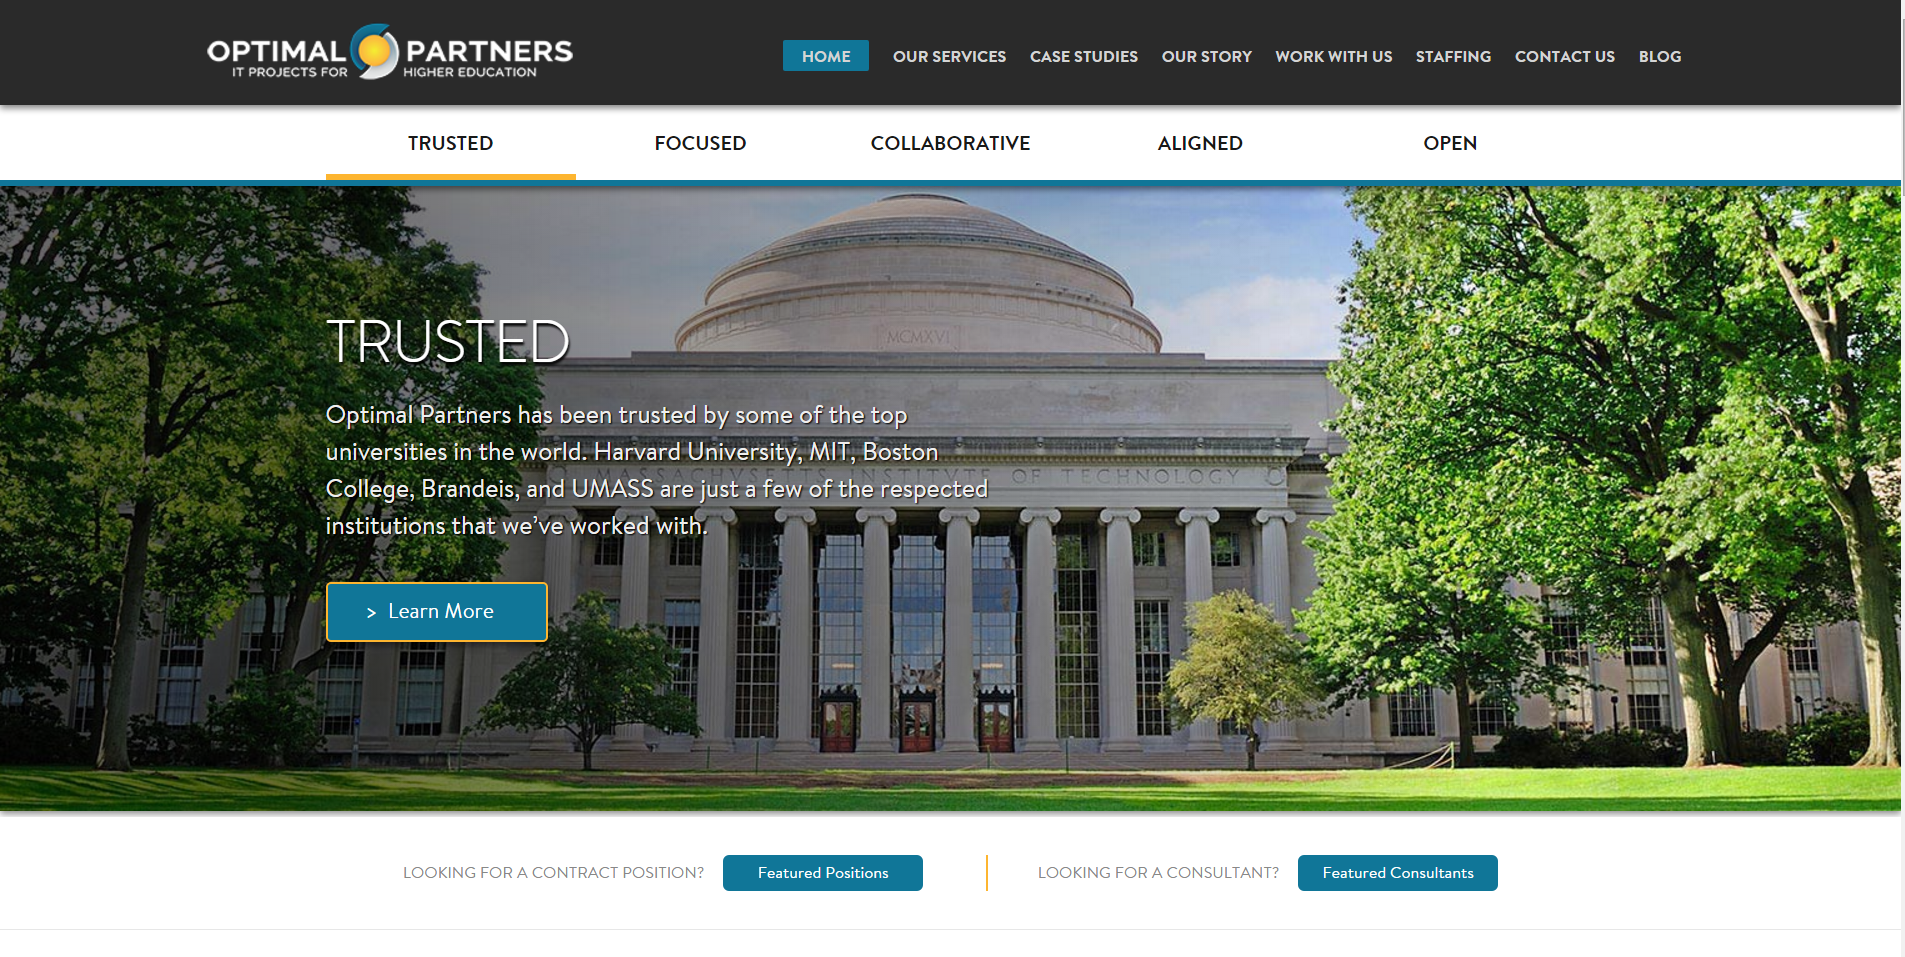 OPTIMAL PARTNERS
IT PROJECTS FOR HIGHER EDUCATION
HOME OUR SERVICES CASE STUDIES OUR STORY WORK WITH US STAFFING CONTACT US BLOG
TRUSTED FOCUSED COLLABORATIVE ALIGNED OPEN
MCMXVI
TRUSTED
Optimal Partners has been trusted by some of the top
universities in the world. Harvard University, MIT, Boston
MASSACHVSETTS INSTITVTE OF TECHNOLOGY
College, Brandeis, and UMASS are just a few of the respected
institutions that we’ve worked with.
> Learn More
LOOKING FOR A CONTRACT POSITION? Featured Positions LOOKING FOR A CONSULTANT? Featured Consultants